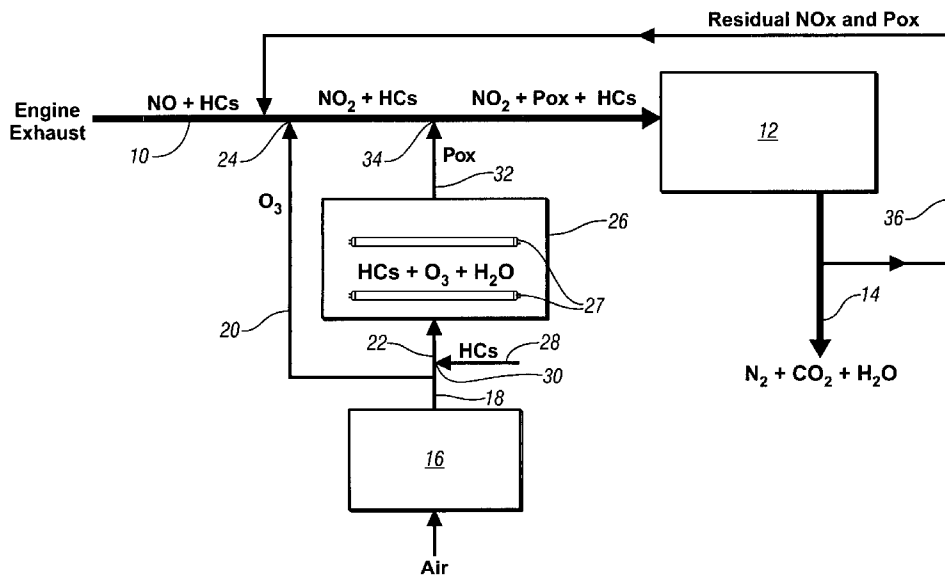 Residual NOx and Pox
Engine
Exhaust
NO + HCs
NO₂ + HCs
NO₂ + Pox + HCs
10
24
34
12
Pox
32
O₃
26
36
HCs + O₃ + H₂O
27
20
22
HCs
28
30
14
18
N₂ + CO₂ + H₂O
16
Air